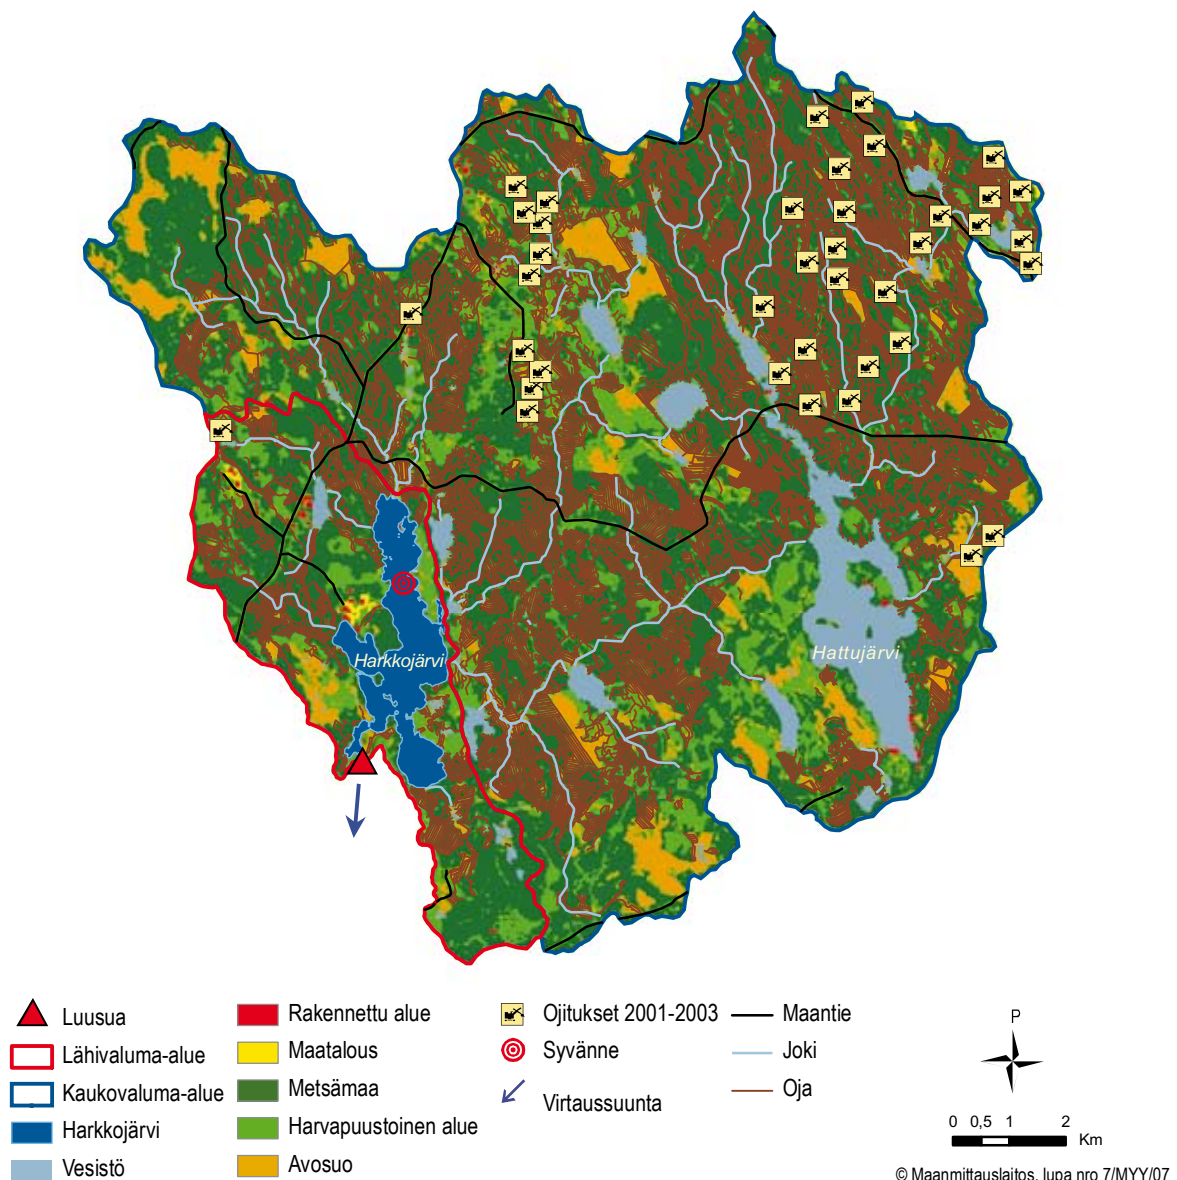 Harkkojärvi
Hattujärvi
Luusua
Lähivaluma-alue
Kaukovaluma-alue
Harkkojärvi
Vesistö
Rakennettu alue
Maatalous
Metsämaa
Harvapuustoinen alue
Avosuo
Ojitukset 2001-2003
Syvänne
Virtaussuunta
Maantie
Joki
Oja
P
0 0,5 1 2
Km
© Maanmittauslaitos, lupa nro 7/MYY/07